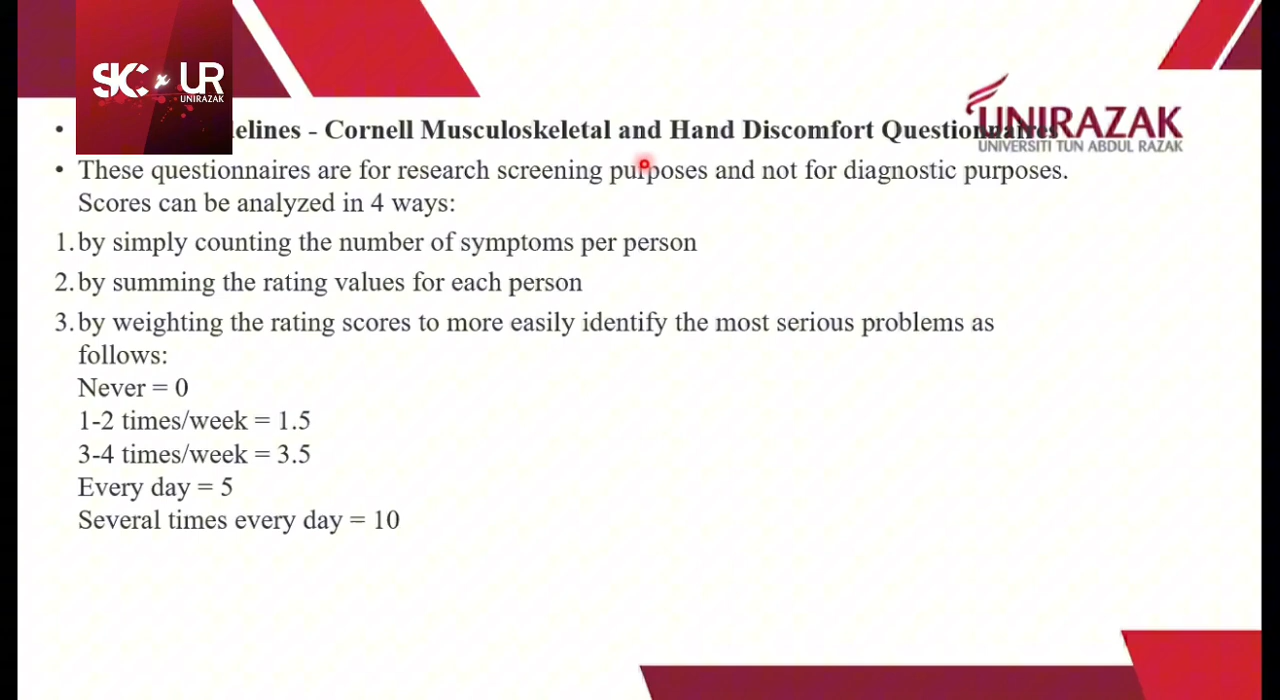 SIC x UR
UNIRAZAK
UNIRAZAK
UNIVERSITI TUN ABDUL RAZAK
• elines - Cornell Musculoskeletal and Hand Discomfort Questionnaires
• These questionnaires are for research screening purposes and not for diagnostic purposes.
Scores can be analyzed in 4 ways:
1. by simply counting the number of symptoms per person
2. by summing the rating values for each person
3. by weighting the rating scores to more easily identify the most serious problems as
follows:
Never = 0
1-2 times/week = 1.5
3-4 times/week = 3.5
Every day = 5
Several times every day = 10